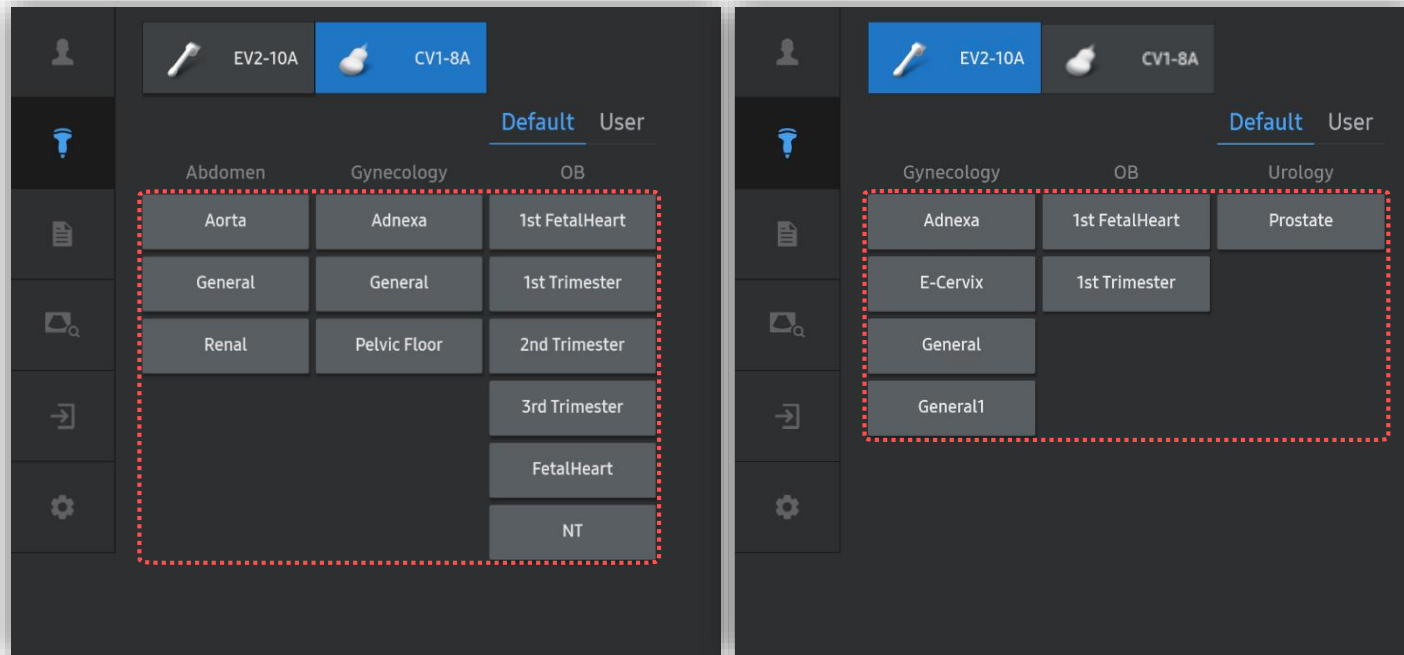 EV2-10A CV1-8A
Default User
Abdomen Gynecology OB
Aorta Adnexa 1st FetalHeart
General General 1st Trimester
Renal Pelvic Floor 2nd Trimester
3rd Trimester
FetalHeart
NT
EV2-10A CV1-8A
Default User
Gynecology OB Urology
Adnexa 1st FetalHeart Prostate
E-Cervix 1st Trimester
General
General1